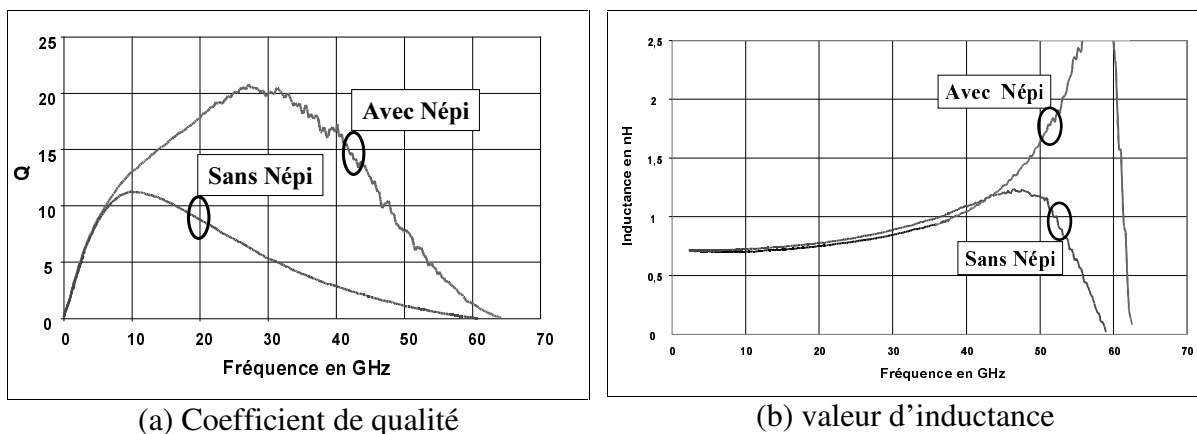 25
20
15
10
5
0
Q
Avec Népi
Sans Népi
0 10 20 30 40 50 60 70
Fréquence en GHz
(a) Coefficient de qualité
2,5
2
1,5
1
0,5
0
Inductance en nH
Avec Népi
Sans Népi
0 10 20 30 40 50 60 70
Fréquence en GHz
(b) valeur d’inductance